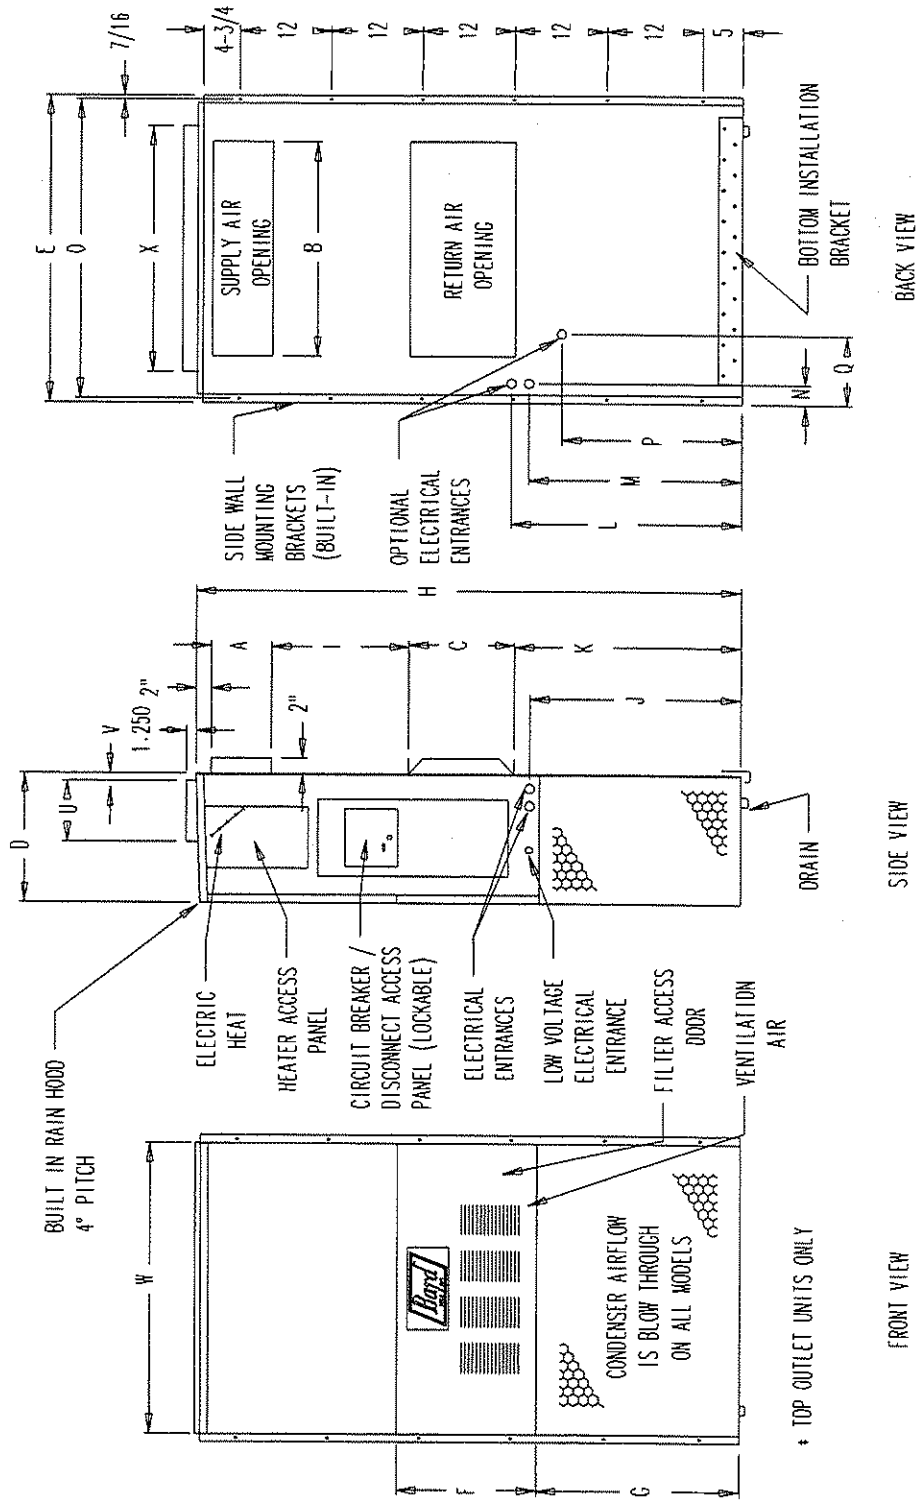 BUILT IN RAIN HOOD
4° PITCH
W
F
G
Bard
CONDENSER AIRFLOW
IS BLOW THROUGH
ON ALL MODELS
* TOP OUTLET UNITS ONLY
FRONT VIEW
D
U
V
1.250
2"
A
I
C
K
H
2"
J
ELECTRIC
HEAT
HEATER ACCESS
PANEL
CIRCUIT BREAKER /
DISCONNECT ACCESS
PANEL (LOCKABLE)
ELECTRICAL
ENTRANCES
LOW VOLTAGE
ELECTRICAL
ENTRANCE
FILTER ACCESS
DOOR
VENTILATION
AIR
DRAIN
SIDE VIEW
E
O
X
7/16
4-3/4
12
12
12
12
12
5
SUPPLY AIR
OPENING
B
RETURN AIR
OPENING
SIDE WALL
MOUNTING
BRACKETS
(BUILT-IN)
OPTIONAL
ELECTRICAL
ENTRANCES
L
M
P
N
Q
BOTTOM INSTALLATION
BRACKET
BACK VIEW